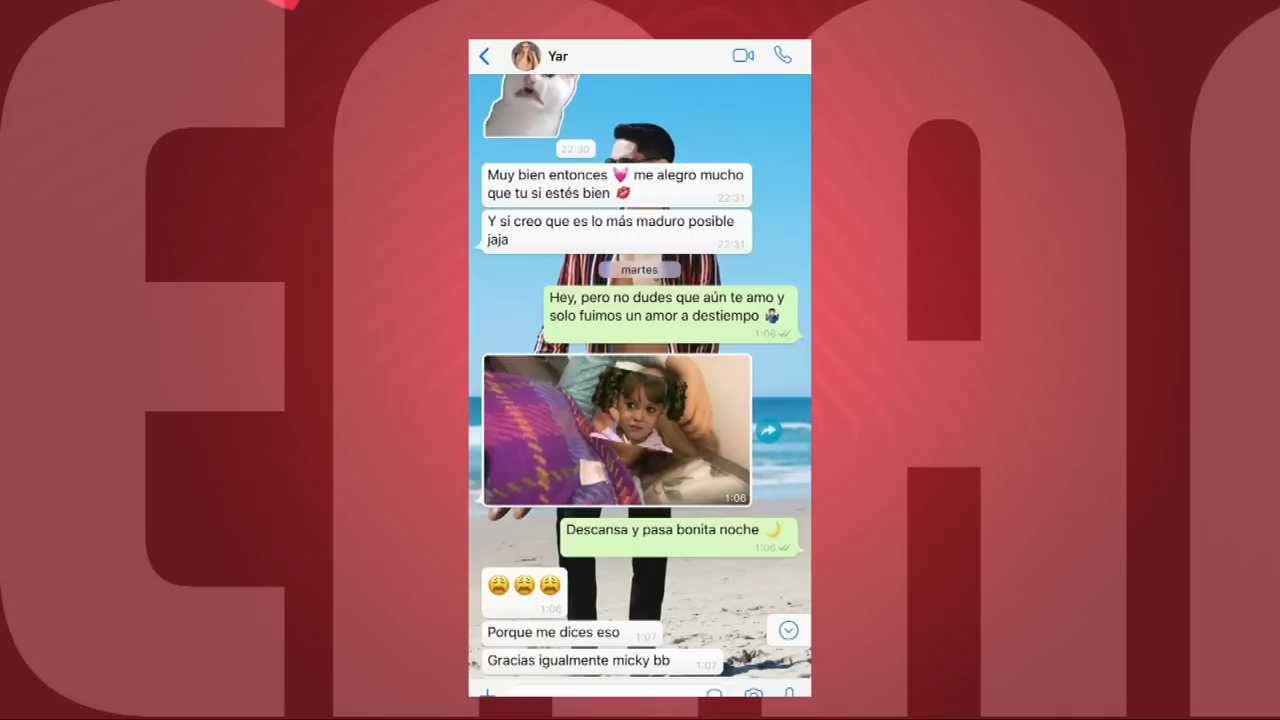 Yar
22:30
Muy bien entonces 💓 me alegro mucho
que tu si estés bien 💋
22:31
Y si creo que es lo más maduro posible
jaja
22:31
martes
Hey, pero no dudes que aún te amo y
solo fuimos un amor a destiempo 🤷🏻‍♂️
1:06
1:06
Descansa y pasa bonita noche 🌙
1:06
😩😩😩
1:06
Porque me dices eso 1:07
Gracias igualmente micky bb 1:07